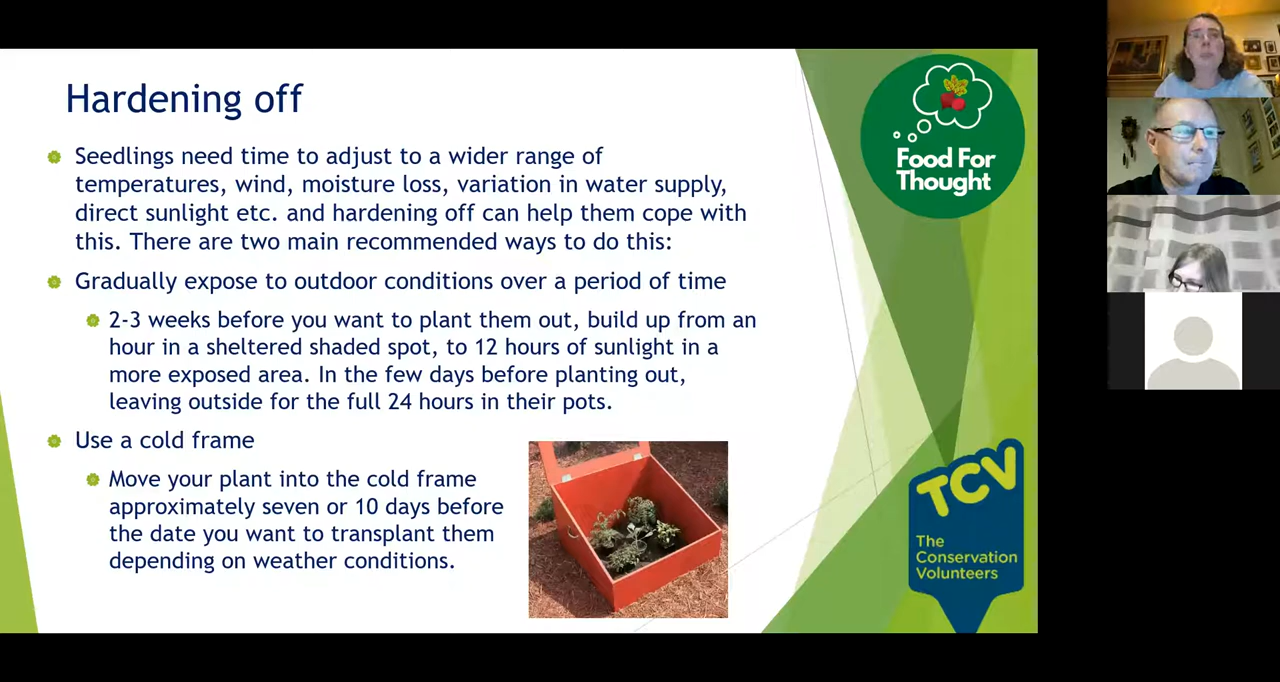 Hardening off
Seedlings need time to adjust to a wider range of
temperatures, wind, moisture loss, variation in water supply,
direct sunlight etc. and hardening off can help them cope with
this. There are two main recommended ways to do this:
Gradually expose to outdoor conditions over a period of time
2-3 weeks before you want to plant them out, build up from an
hour in a sheltered shaded spot, to 12 hours of sunlight in a
more exposed area. In the few days before planting out,
leaving outside for the full 24 hours in their pots.
Use a cold frame
Move your plant into the cold frame
approximately seven or 10 days before
the date you want to transplant them
depending on weather conditions.
Food For
Thought
TCV
The
Conservation
Volunteers